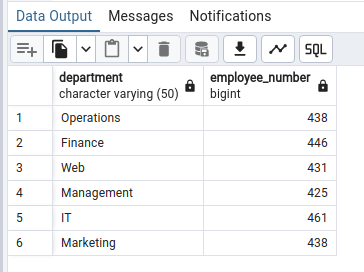 Data Output Messages Notifications
SQL
department employee_number
character varying (50) bigint
1 Operations 438
2 Finance 446
3 Web 431
4 Management 425
5 IT 461
6 Marketing 438